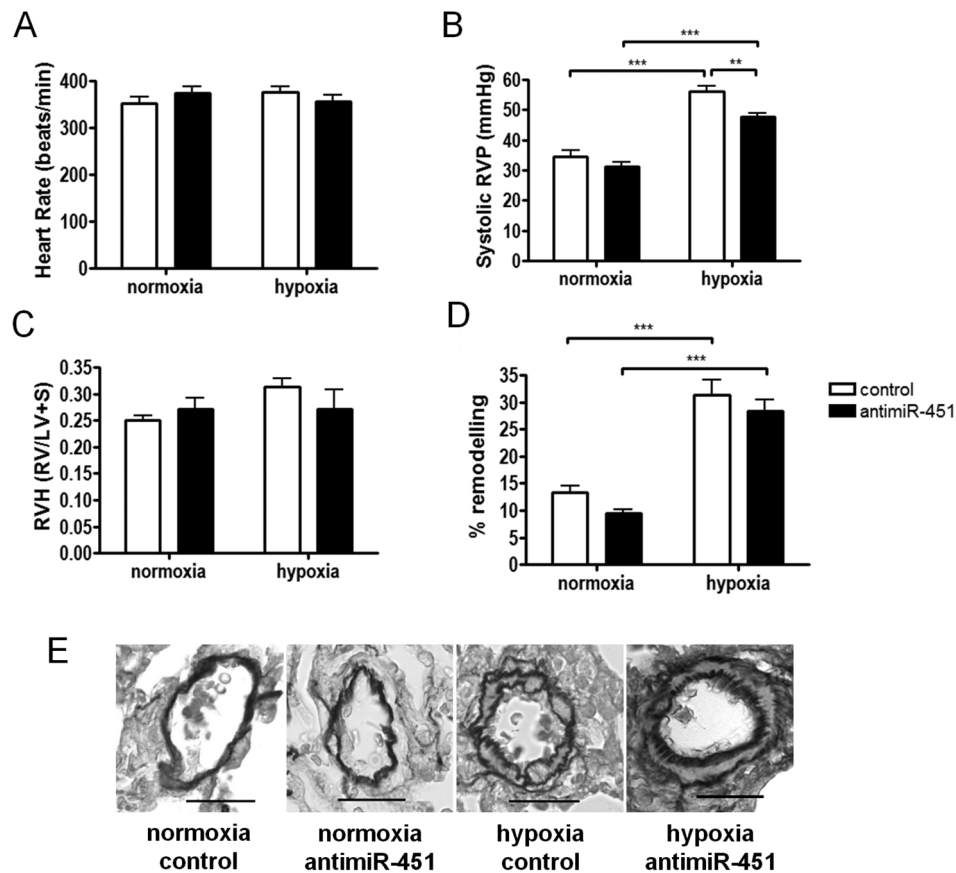 A
Heart Rate (beats/min)
400
300
200
100
0
normoxia
hypoxia
B
Systolic RVP (mmHg)
***
***
**
60
50
40
30
20
10
0
normoxia
hypoxia
C
RVH (RV/LV+S)
0.35
0.30
0.25
0.20
0.15
0.10
0.05
0.00
normoxia
hypoxia
D
% remodelling
***
***
35
30
25
20
15
10
5
0
normoxia
hypoxia
control
antimiR-451
E
normoxia
control
normoxia
antimiR-451
hypoxia
control
hypoxia
antimiR-451